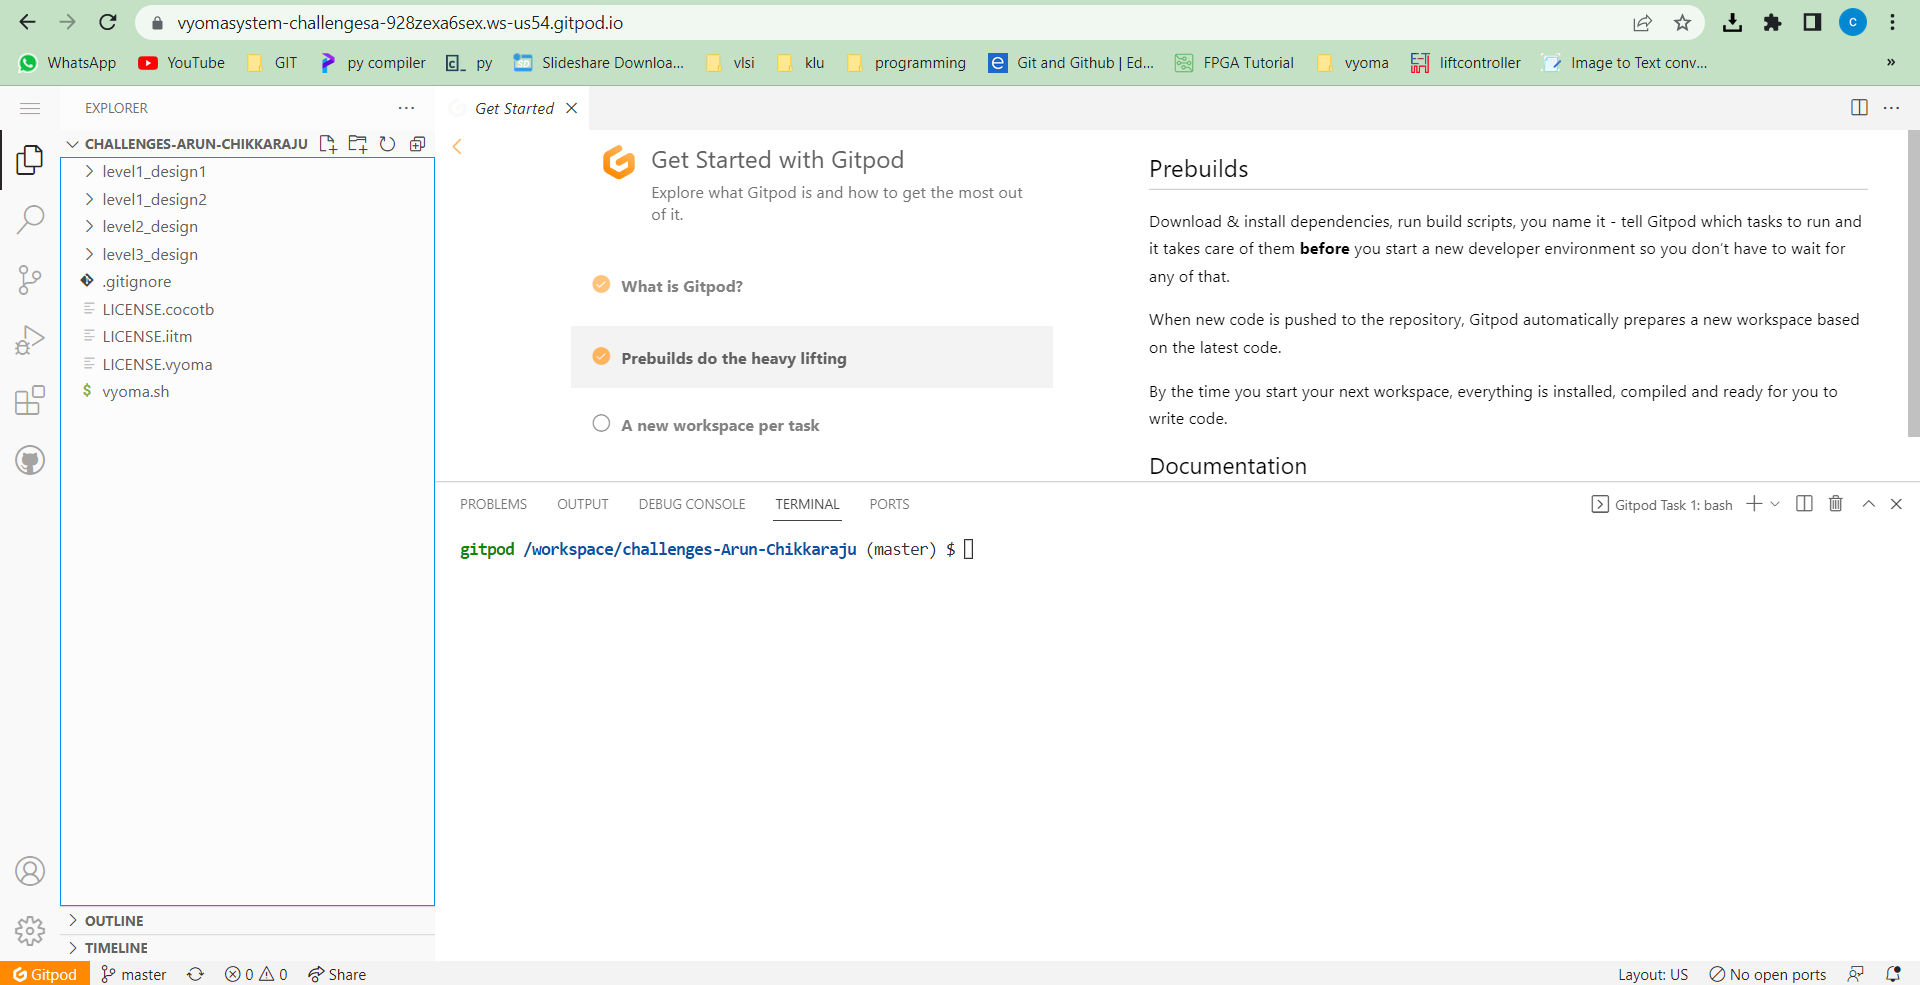 vyomasystem-challengesa-928zexa6sex.ws-us54.gitpod.io
C
WhatsApp YouTube GIT py compiler py Slideshare Downloa... vlsi klu programming Git and Github | Ed... FPGA Tutorial vyoma liftcontroller Image to Text conv... »
EXPLORER
CHALLENGES-ARUN-CHIKKARAJU
level1_design1
level1_design2
level2_design
level3_design
.gitignore
LICENSE.cocotb
LICENSE.iitm
LICENSE.vyoma
$ vyoma.sh
OUTLINE
TIMELINE
Get Started
Get Started with Gitpod
Explore what Gitpod is and how to get the most out
of it.
What is Gitpod?
Prebuilds do the heavy lifting
A new workspace per task
Prebuilds
Download & install dependencies, run build scripts, you name it - tell Gitpod which tasks to run and
it takes care of them before you start a new developer environment so you don't have to wait for
any of that.
When new code is pushed to the repository, Gitpod automatically prepares a new workspace based
on the latest code.
By the time you start your next workspace, everything is installed, compiled and ready for you to
write code.
Documentation
PROBLEMS OUTPUT DEBUG CONSOLE TERMINAL PORTS
Gitpod Task 1: bash
gitpod /workspace/challenges-Arun-Chikkaraju (master) $
Gitpod master 0 0 Share
Layout: US No open ports